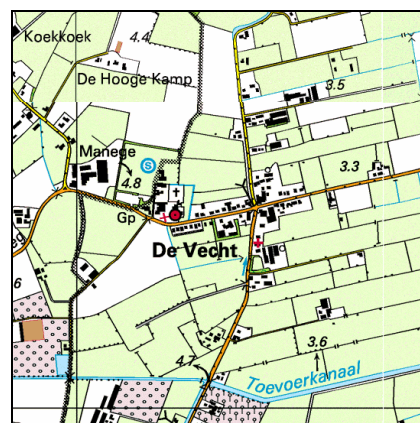 Koekkoek
4.4
De Hooge Kamp
3.5
Manege
S
4.8
3.3
Gp
De Vecht
6
4.7
3.6
Toevoerkanaal